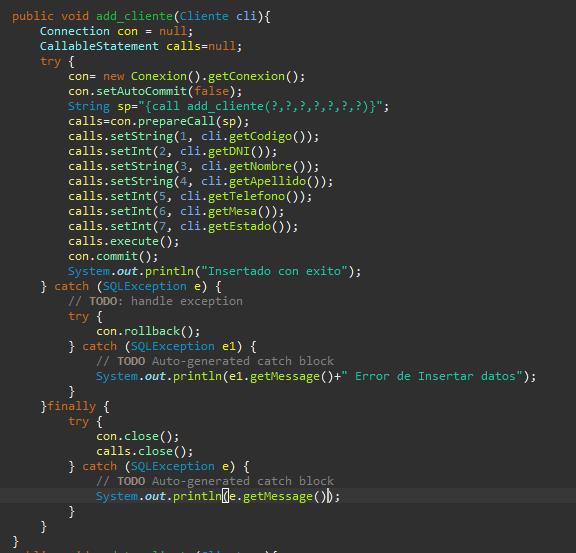 public void add_cliente(Cliente cli){
    Connection con = null;
    CallableStatement calls=null;
    try {
        con= new Conexion().getConexion();
        con.setAutoCommit(false);
        String sp="{call add_cliente(?,?,?,?,?,?,?)}";
        calls=con.prepareCall(sp);
        calls.setString(1, cli.getCodigo());
        calls.setInt(2, cli.getDNI());
        calls.setString(3, cli.getNombre());
        calls.setString(4, cli.getApellido());
        calls.setInt(5, cli.getTelefono());
        calls.setInt(6, cli.getMesa());
        calls.setInt(7, cli.getEstado());
        calls.execute();
        con.commit();
        System.out.println("Insertado con exito");
    } catch (SQLException e) {
        // TODO: handle exception
        try {
            con.rollback();
        } catch (SQLException e1) {
            // TODO Auto-generated catch block
            System.out.println(e1.getMessage()+" Error de Insertar datos");
        }
    }finally {
        try {
            con.close();
            calls.close();
        } catch (SQLException e) {
            // TODO Auto-generated catch block
            System.out.println(e.getMessage());
        }
    }
}